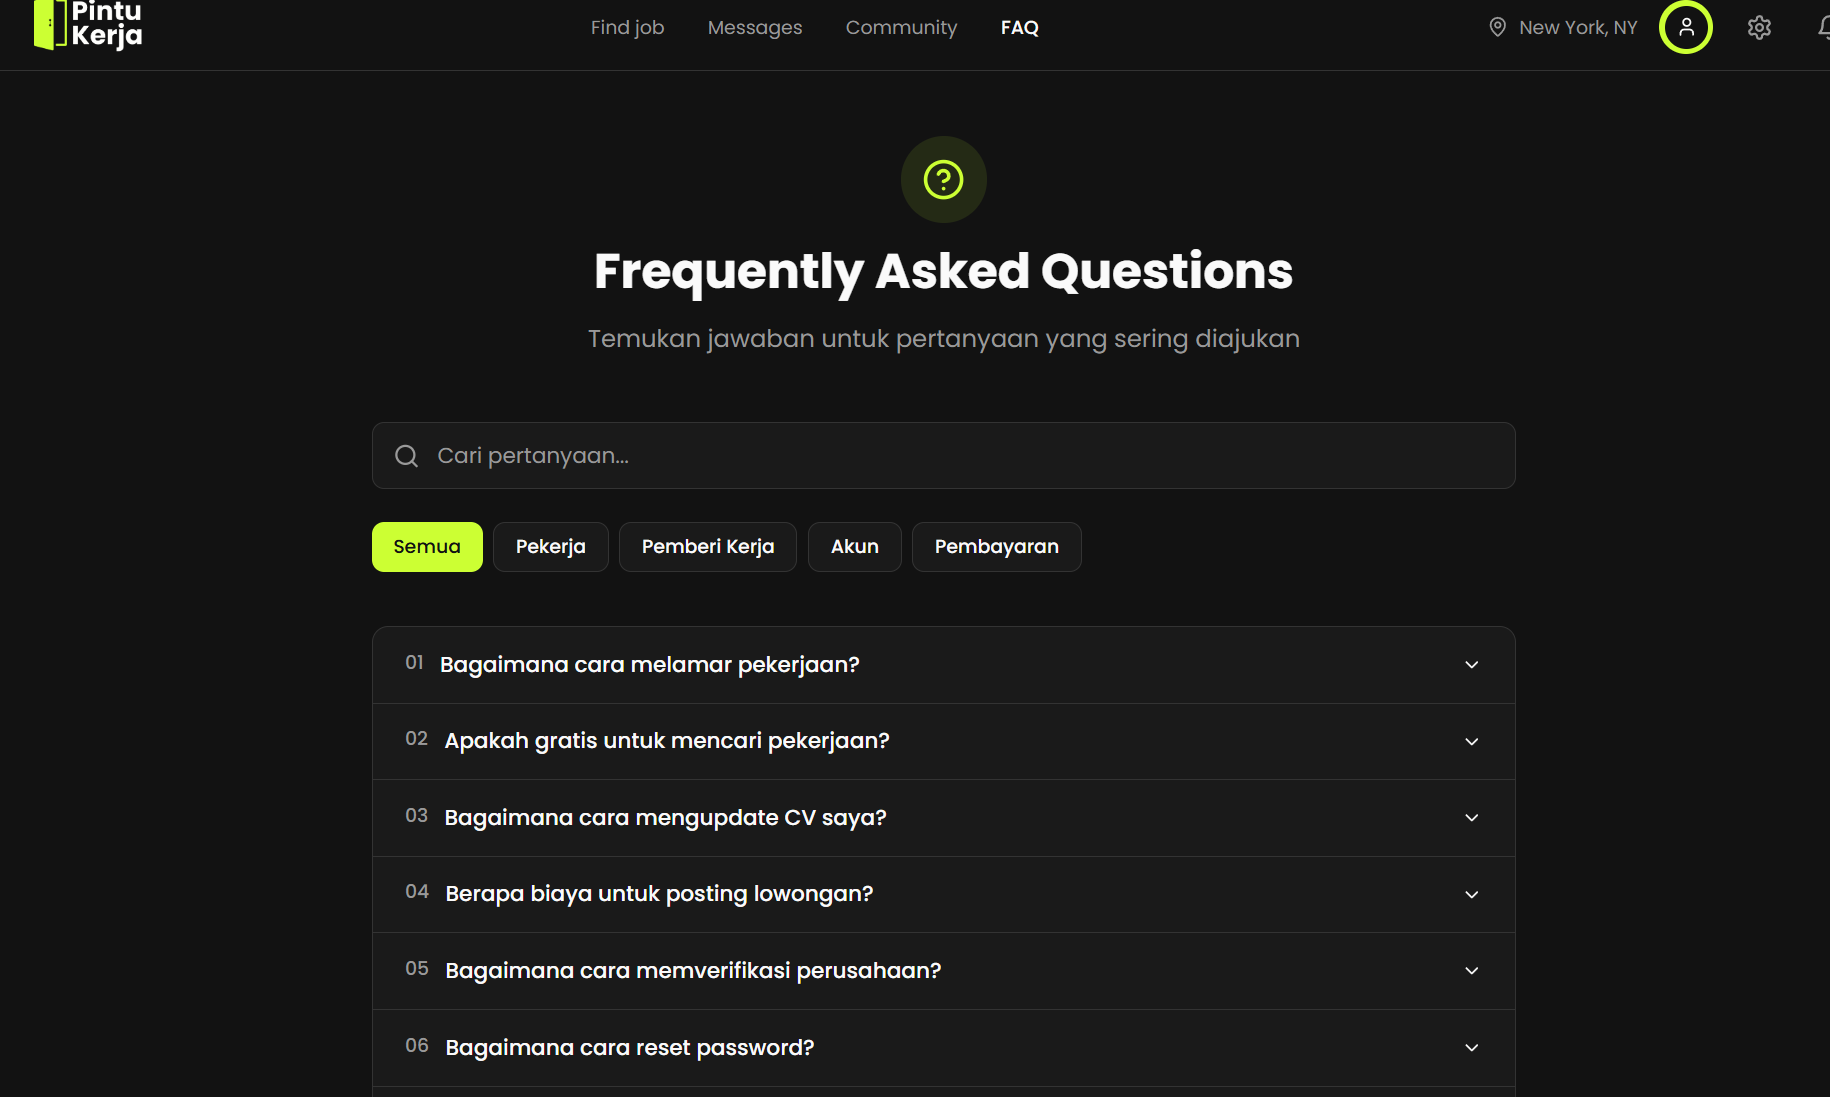 Pintu
Kerja
Find job
Messages
Community
FAQ
New York, NY
Frequently Asked Questions
Temukan jawaban untuk pertanyaan yang sering diajukan
Cari pertanyaan...
Semua
Pekerja
Pemberi Kerja
Akun
Pembayaran
01 Bagaimana cara melamar pekerjaan?
02 Apakah gratis untuk mencari pekerjaan?
03 Bagaimana cara mengupdate CV saya?
04 Berapa biaya untuk posting lowongan?
05 Bagaimana cara memverifikasi perusahaan?
06 Bagaimana cara reset password?